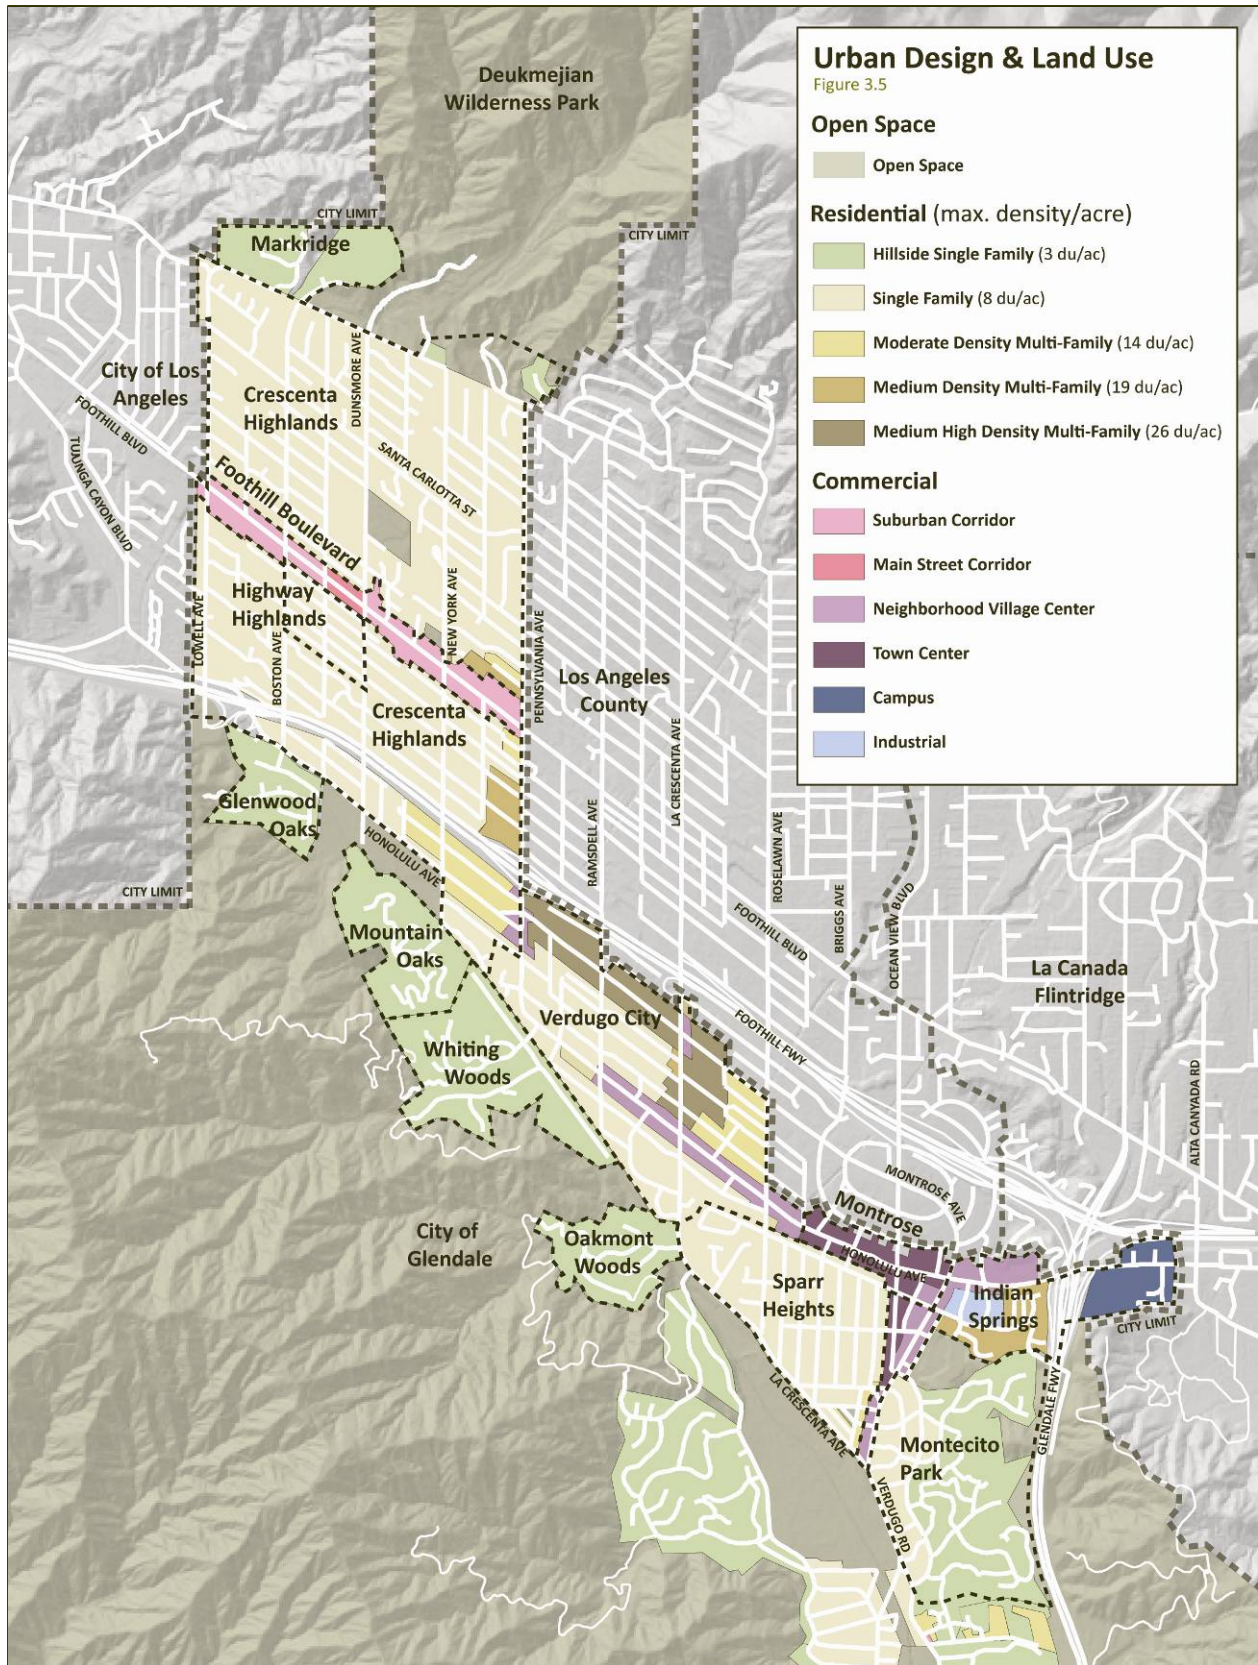 Urban Design & Land Use
Figure 3.5
Open Space
Open Space
Residential (max. density/acre)
Hillside Single Family (3 du/ac)
Single Family (8 du/ac)
Moderate Density Multi-Family (14 du/ac)
Medium Density Multi-Family (19 du/ac)
Medium High Density Multi-Family (26 du/ac)
Commercial
Suburban Corridor
Main Street Corridor
Neighborhood Village Center
Town Center
Campus
Industrial
Deukmejian
Wilderness Park
CITY LIMIT
Markridge
CITY LIMIT
City of Los
Angeles
Crescenta
Highlands
DUNSMORE AVE
FOOTHILL BLVD
TUJUNGA CAYON BLVD
SANTA CARLOTTA ST
Foothill Boulevard
Highway
Highlands
LOWELL AVE
BOSTON AVE
NEW YORK AVE
PENNSYLVANIA AVE
Los Angeles
County
Crescenta
Highlands
LA CRESCENTA AVE
RAMSDELL AVE
ROSELAWN AVE
BRIGGS AVE
OCEAN VIEW BLVD
Glenwood
Oaks
HONOLULU AVE
CITY LIMIT
FOOTHILL BLVD
Mountain
Oaks
La Canada
Flintridge
Verdugo City
FOOTHILL FWY
Whiting
Woods
ALTA CANYADA RD
MONTROSE AVE
Montrose
City of
Glendale
Oakmont
Woods
HONOLULU AVE
Sparr
Heights
Indian
Springs
CITY LIMIT
LA CRESCENTA AVE
GLENDALE FWY
Montecito
Park
VERDUGO RD